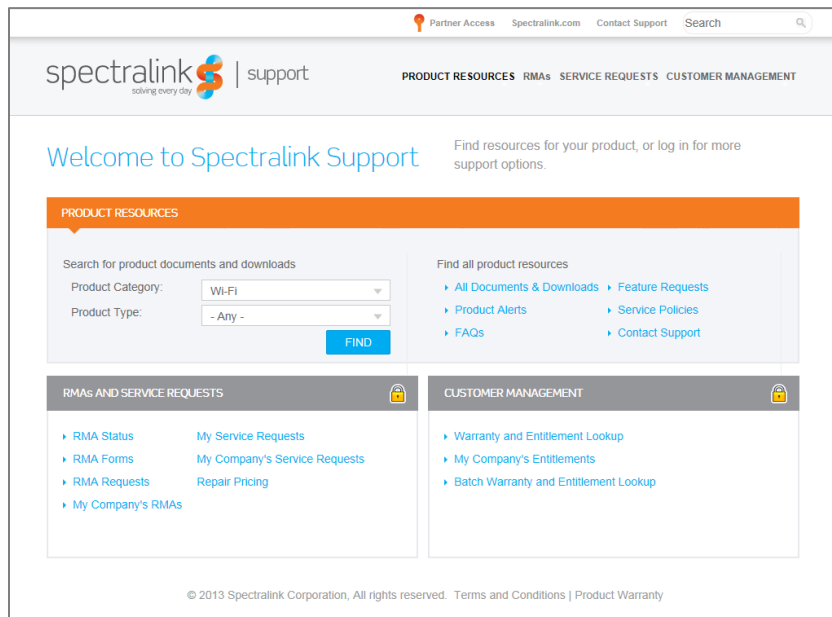 Partner Access Spectralink.com Contact Support Search
spectralink | support
solving every day
PRODUCT RESOURCES RMAs SERVICE REQUESTS CUSTOMER MANAGEMENT
Welcome to Spectralink Support
Find resources for your product, or log in for more
support options.
PRODUCT RESOURCES
Search for product documents and downloads
Product Category: Wi-Fi
Product Type: - Any -
FIND
Find all product resources
All Documents & Downloads Feature Requests
Product Alerts Service Policies
FAQs Contact Support
RMAs AND SERVICE REQUESTS
RMA Status My Service Requests
RMA Forms My Company's Service Requests
RMA Requests Repair Pricing
My Company's RMAs
CUSTOMER MANAGEMENT
Warranty and Entitlement Lookup
My Company's Entitlements
Batch Warranty and Entitlement Lookup
© 2013 Spectralink Corporation, All rights reserved. Terms and Conditions | Product Warranty